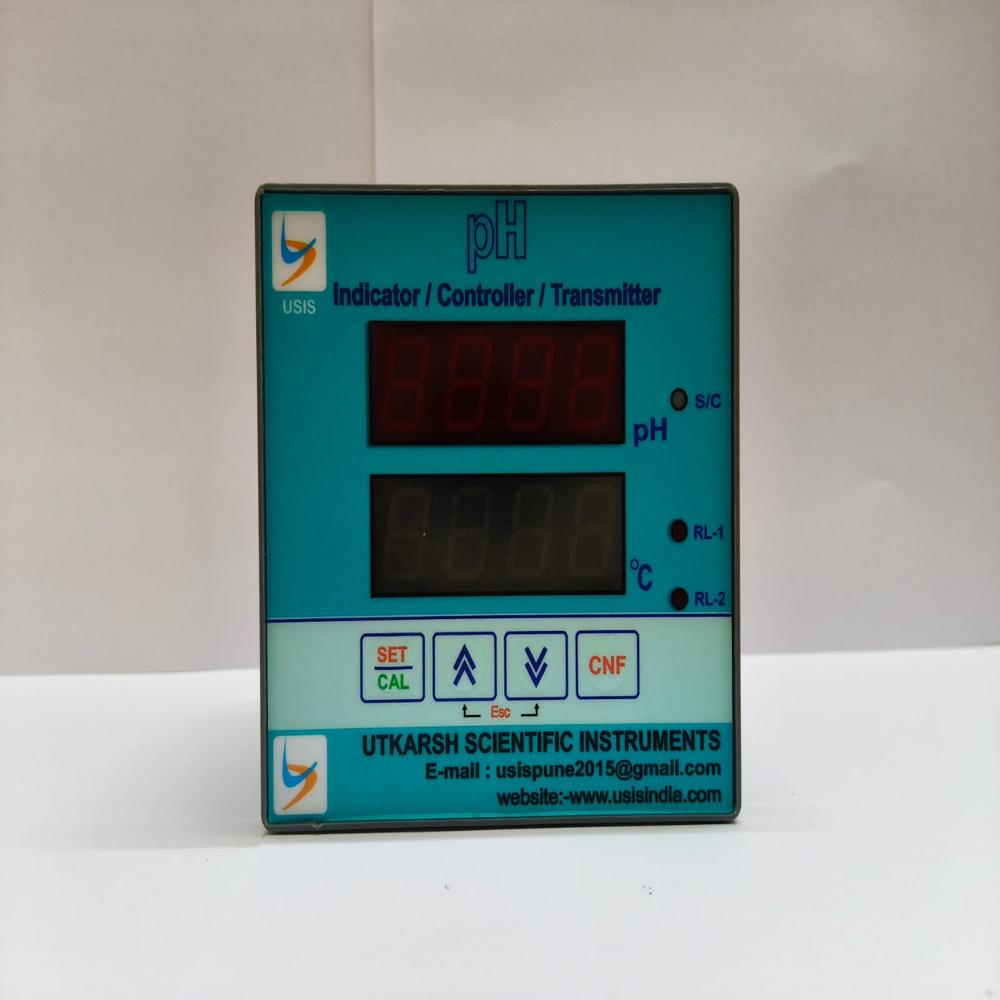 pH
USIS
Indicator / Controller / Transmitter
S/C
pH
RL-1
°C
RL-2
SET
CAL
CNF
Esc
UTKARSH SCIENTIFIC INSTRUMENTS
E-mail : usispune2015@gmail.com
website:-www.usisindia.com